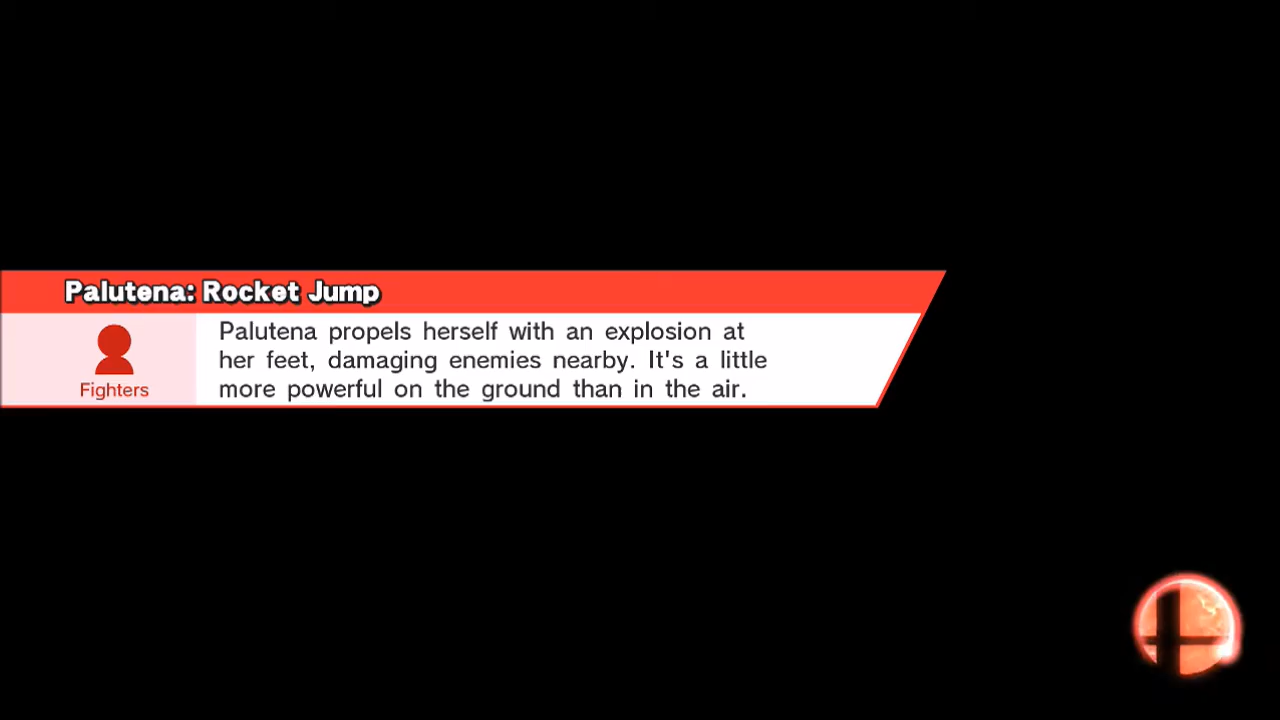 Palutena: Rocket Jump
Palutena propels herself with an explosion at
her feet, damaging enemies nearby. It's a little
more powerful on the ground than in the air.
Fighters